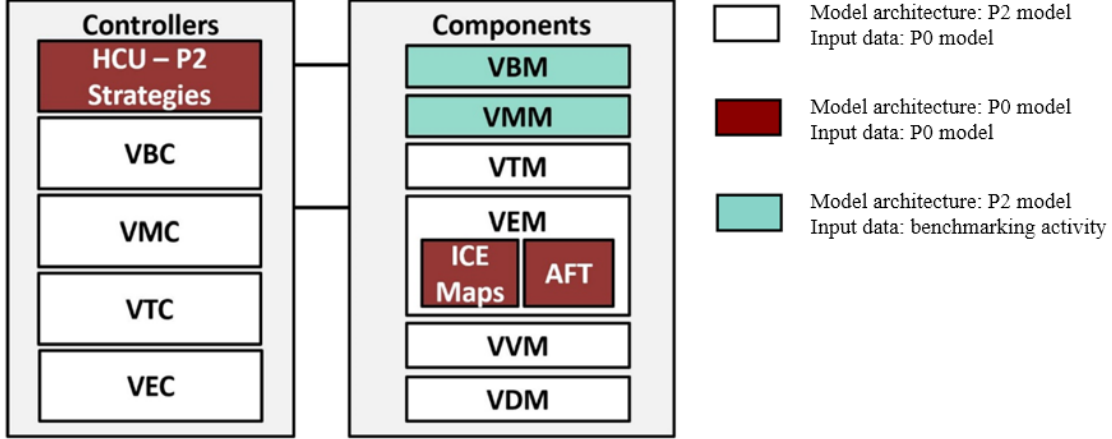 Controllers
HCU – P2
Strategies
VBC
VMC
VTC
VEC
Components
VBM
VMM
VTM
VEM
ICE
Maps
AFT
VVM
VDM
Model architecture: P2 model
Input data: P0 model
Model architecture: P0 model
Input data: P0 model
Model architecture: P2 model
Input data: benchmarking activity